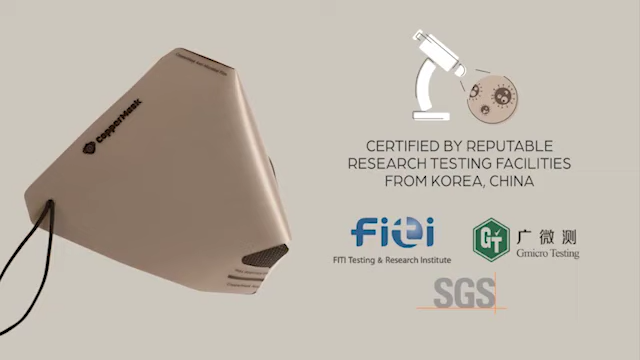 CopperMask
CERTIFIED BY REPUTABLE
RESEARCH TESTING FACILITIES
FROM KOREA, CHINA
FiTi
FITI Testing & Research Institute
GT
广微测
Gmicro Testing
SGS